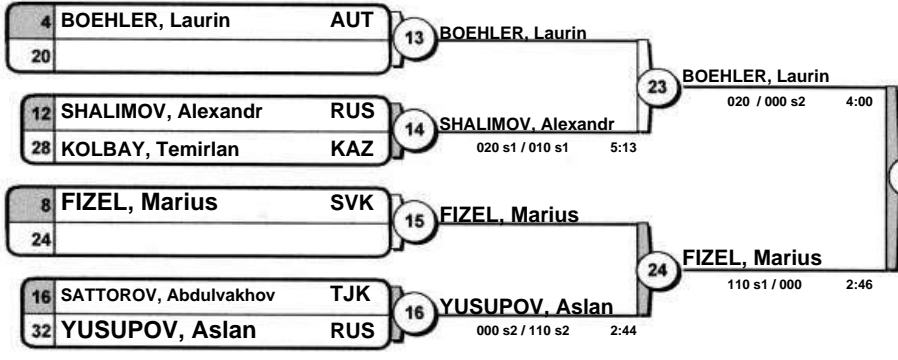 4 BOEHLER, Laurin AUT
20
13 BOEHLER, Laurin
12 SHALIMOV, Alexandr RUS
28 KOLBAY, Temirlan KAZ
14 SHALIMOV, Alexandr
020 s1 / 010 s1 5:13
23 BOEHLER, Laurin
020 / 000 s2 4:00
8 FIZEL, Marius SVK
24
15 FIZEL, Marius
16 SATTOROV, Abdulvakhov TJK
32 YUSUPOV, Aslan RUS
16 YUSUPOV, Aslan
000 s2 / 110 s2 2:44
24 FIZEL, Marius
110 s1 / 000 2:46